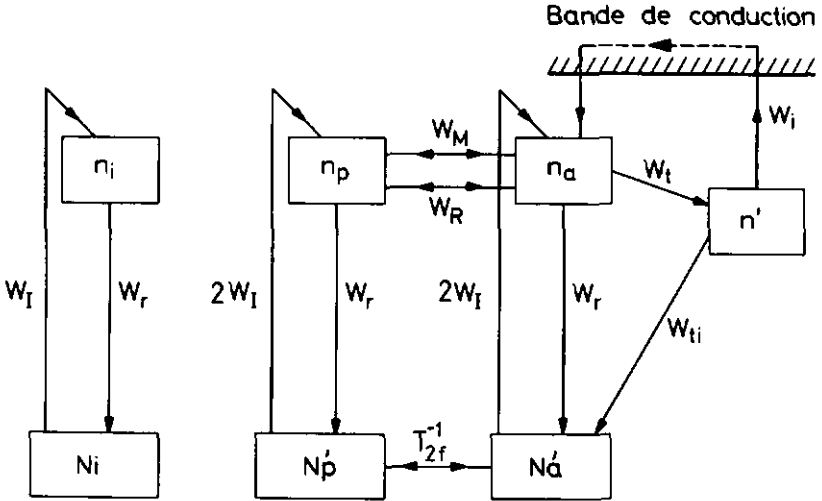 Bande de conduction
n_i
n_p
W_M
W_R
n_a
W_t
n'
W_i
W_I
W_r
2W_I
W_r
2W_I
W_r
W_ti
Ni
N'p
T_2f^-1
N'a